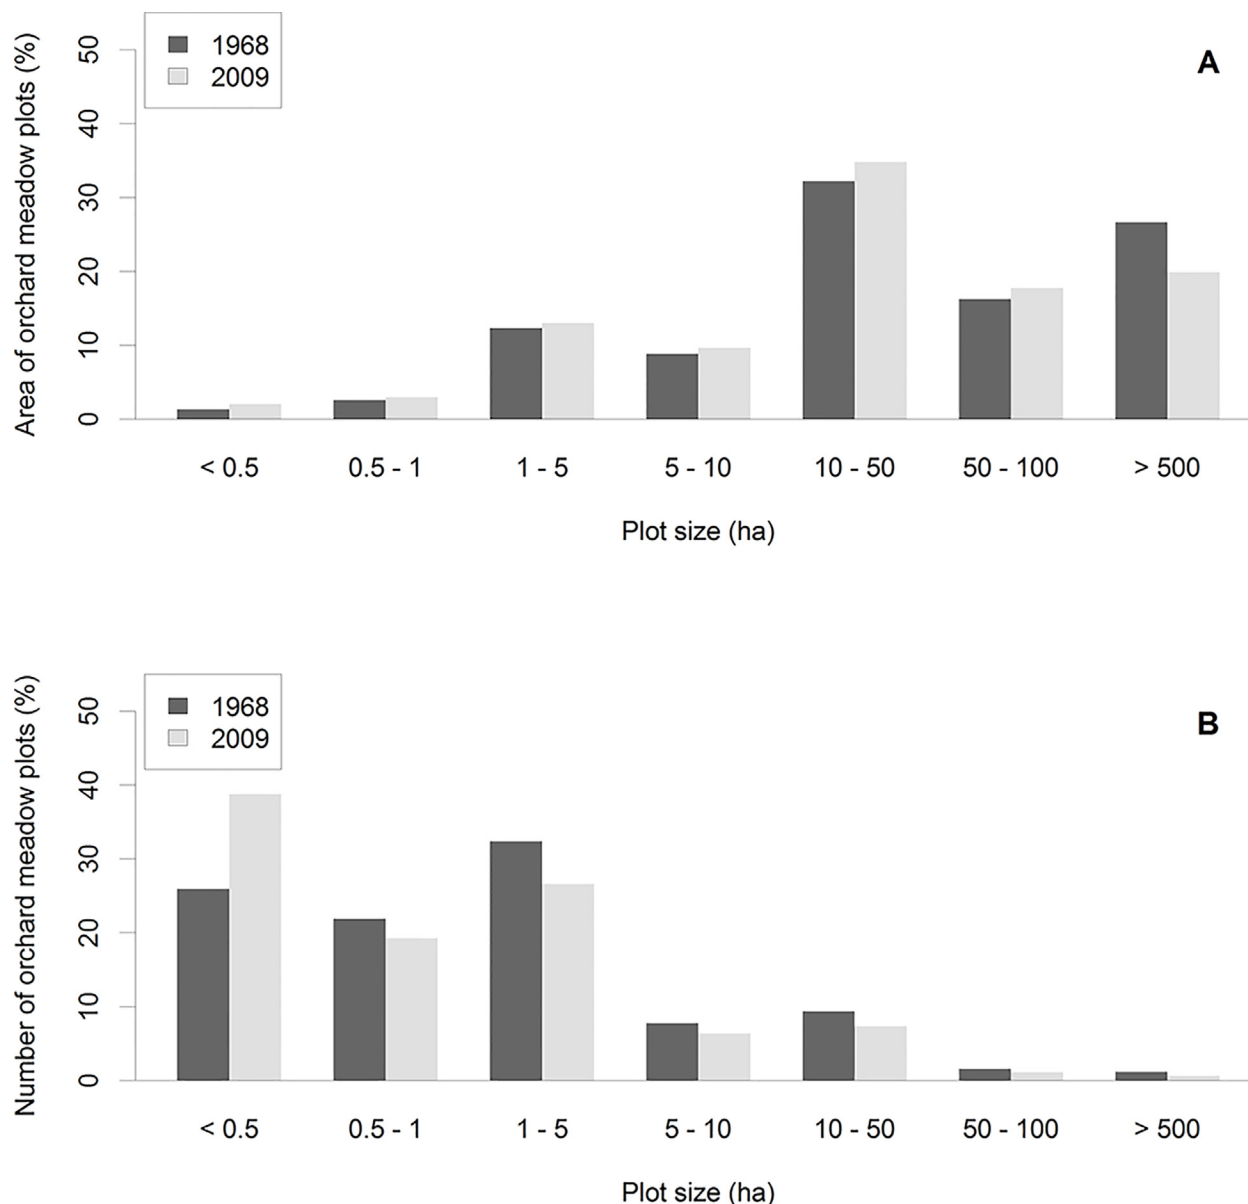 1968
2009
A
Area of orchard meadow plots (%)
50
40
30
20
10
0
< 0.5
0.5 - 1
1 - 5
5 - 10
10 - 50
50 - 100
> 500
Plot size (ha)
1968
2009
B
Number of orchard meadow plots (%)
50
40
30
20
10
0
< 0.5
0.5 - 1
1 - 5
5 - 10
10 - 50
50 - 100
> 500
Plot size (ha)